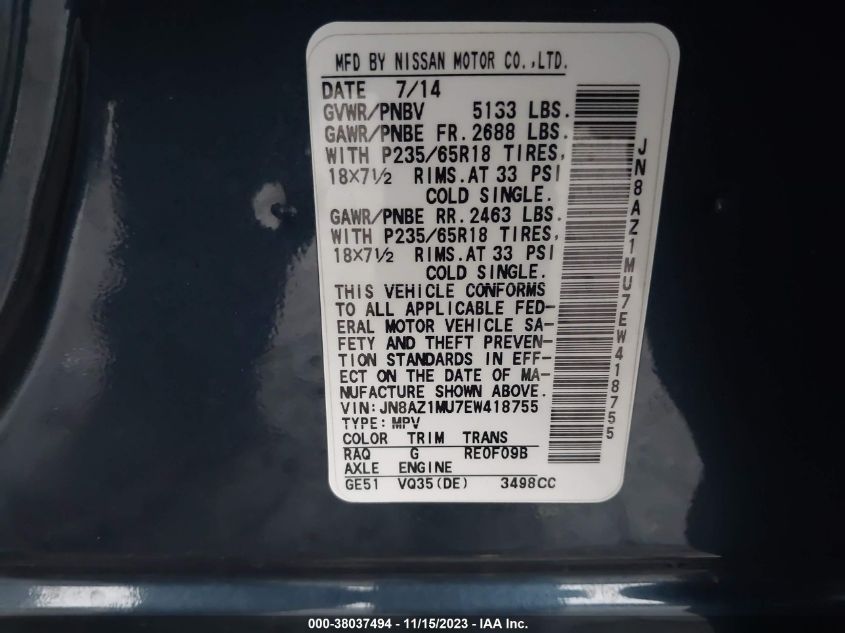 MFD BY NISSAN MOTOR CO.,LTD.
DATE 7/14
GVWR/PNBV 5133 LBS.
GAWR/PNBE FR. 2688 LBS.
WITH P235/65R18 TIRES,
18X7½ RIMS. AT 33 PSI
COLD SINGLE.
GAWR/PNBE RR. 2463 LBS.
WITH P235/65R18 TIRES,
18X7½ RIMS. AT 33 PSI
COLD SINGLE.
THIS VEHICLE CONFORMS
TO ALL APPLICABLE FED-
ERAL MOTOR VEHICLE SA-
FETY AND THEFT PREVEN-
TION STANDARDS IN EFF-
ECT ON THE DATE OF MA-
NUFACTURE SHOWN ABOVE.
VIN: JN8AZ1MU7EW418755
TYPE: MPV
COLOR TRIM TRANS
RAQ G RE0F09B
AXLE ENGINE
GE51 VQ35(DE) 3498CC
JN8AZ1MU7EW418755
000-38037494 - 11/15/2023 - IAA Inc.